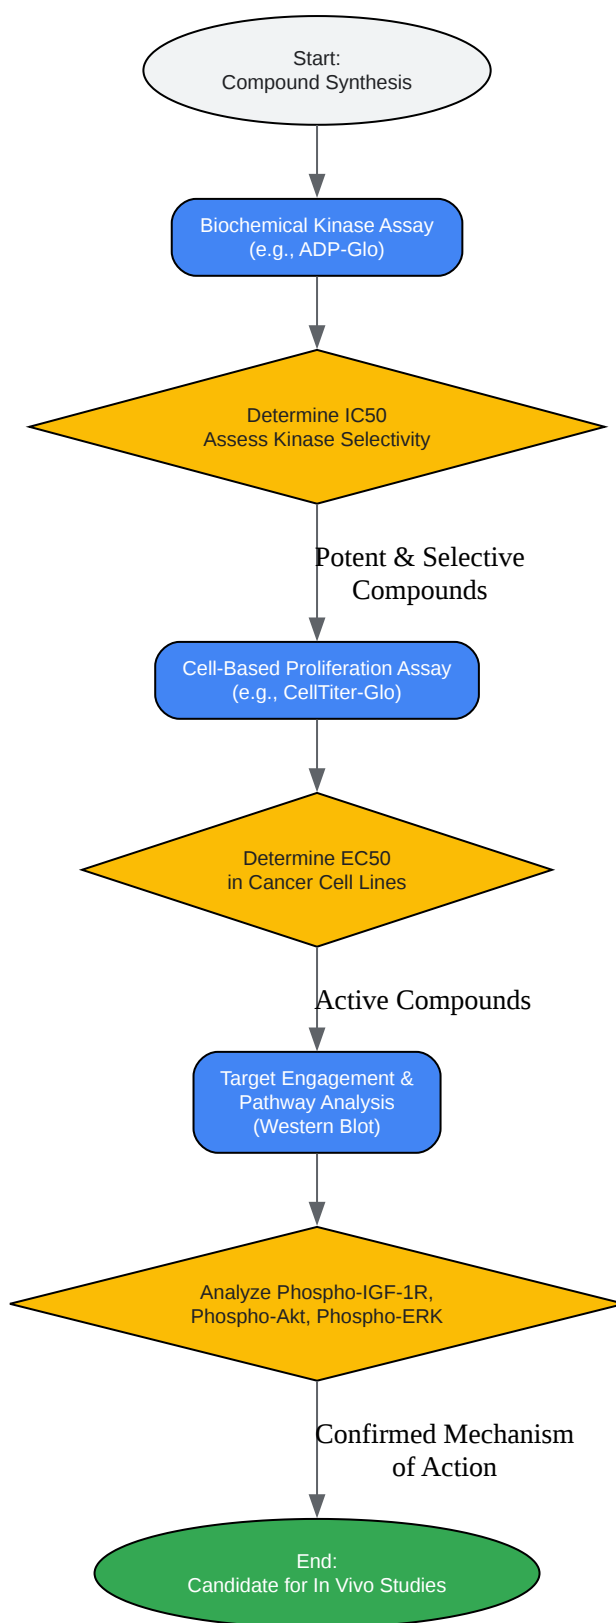 Start:
Compound Synthesis
Biochemical Kinase Assay
(e.g., ADP-Glo)
Determine IC50
Assess Kinase Selectivity
Potent & Selective
Compounds
Cell-Based Proliferation Assay
(e.g., CellTiter-Glo)
Determine EC50
in Cancer Cell Lines
Active Compounds
Target Engagement &
Pathway Analysis
(Western Blot)
Analyze Phospho-IGF-1R,
Phospho-Akt, Phospho-ERK
Confirmed Mechanism
of Action
End:
Candidate for In Vivo Studies